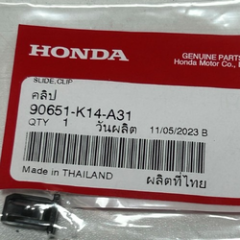 HONDA
GENUINE PARTS
Honda Motor Co.,
SLIDE,CLIP
คลิป
90651-K14-A31
QTY 1 วันผลิต 11/05/2023 B
Made in THAILAND ผลิตที่ไทย